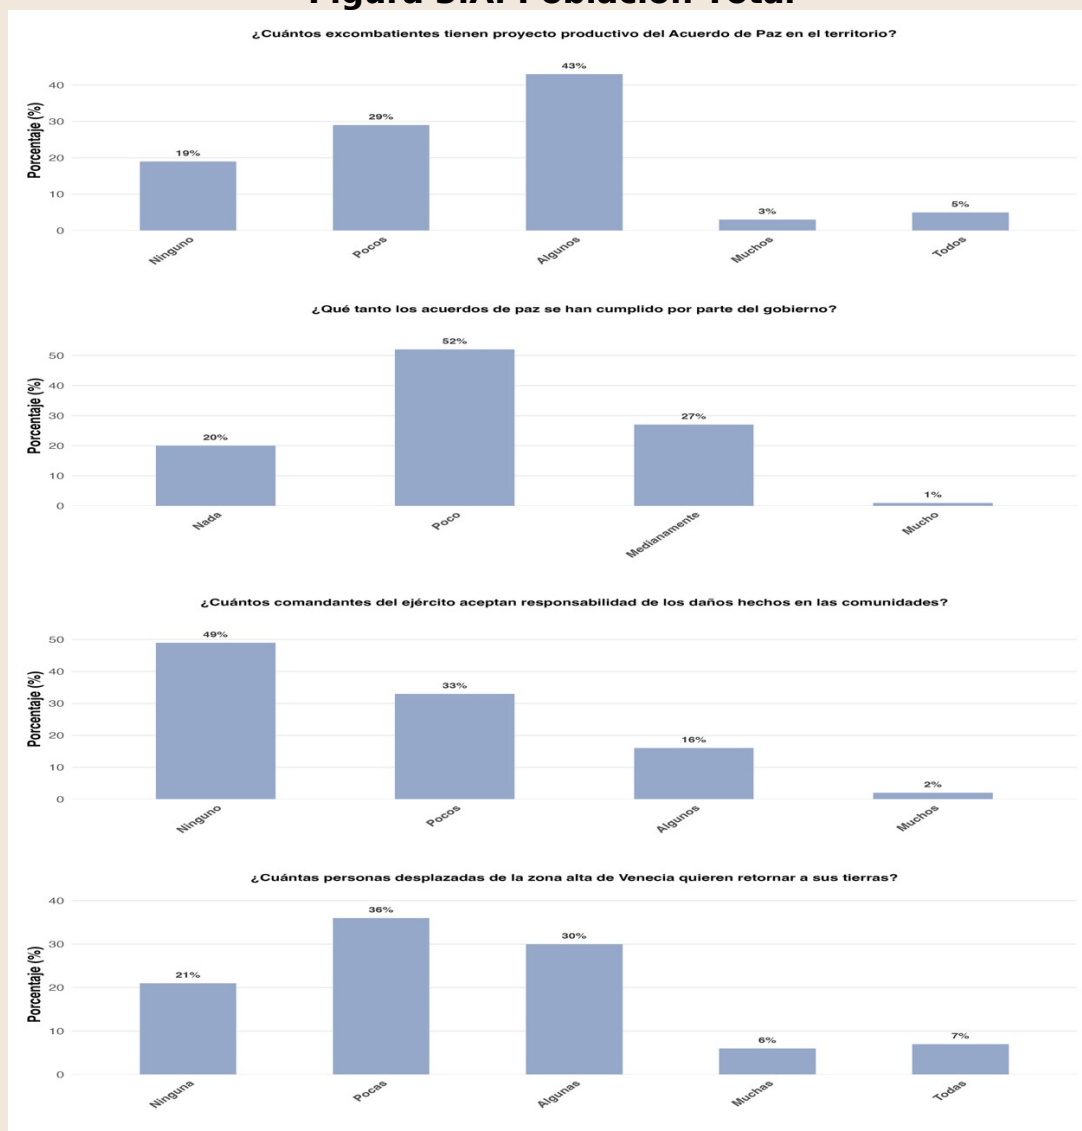 Figura 3.A. Población Total
¿Cuántos excombatientes tienen proyecto productivo del Acuerdo de Paz en el territorio?
Porcentaje (%)
40
30
20
10
0
19%
29%
43%
3%
5%
Ninguno
Pocos
Algunos
Muchos
Todos
¿Qué tanto los acuerdos de paz se han cumplido por parte del gobierno?
Porcentaje (%)
50
40
30
20
10
0
20%
52%
27%
1%
Nada
Poco
Medianamente
Mucho
¿Cuántos comandantes del ejército aceptan responsabilidad de los daños hechos en las comunidades?
Porcentaje (%)
50
40
30
20
10
0
49%
33%
16%
2%
Ninguno
Pocos
Algunos
Muchos
¿Cuántas personas desplazadas de la zona alta de Venecia quieren retornar a sus tierras?
Porcentaje (%)
40
30
20
10
0
21%
36%
30%
6%
7%
Ninguna
Pocas
Algunas
Muchas
Todas